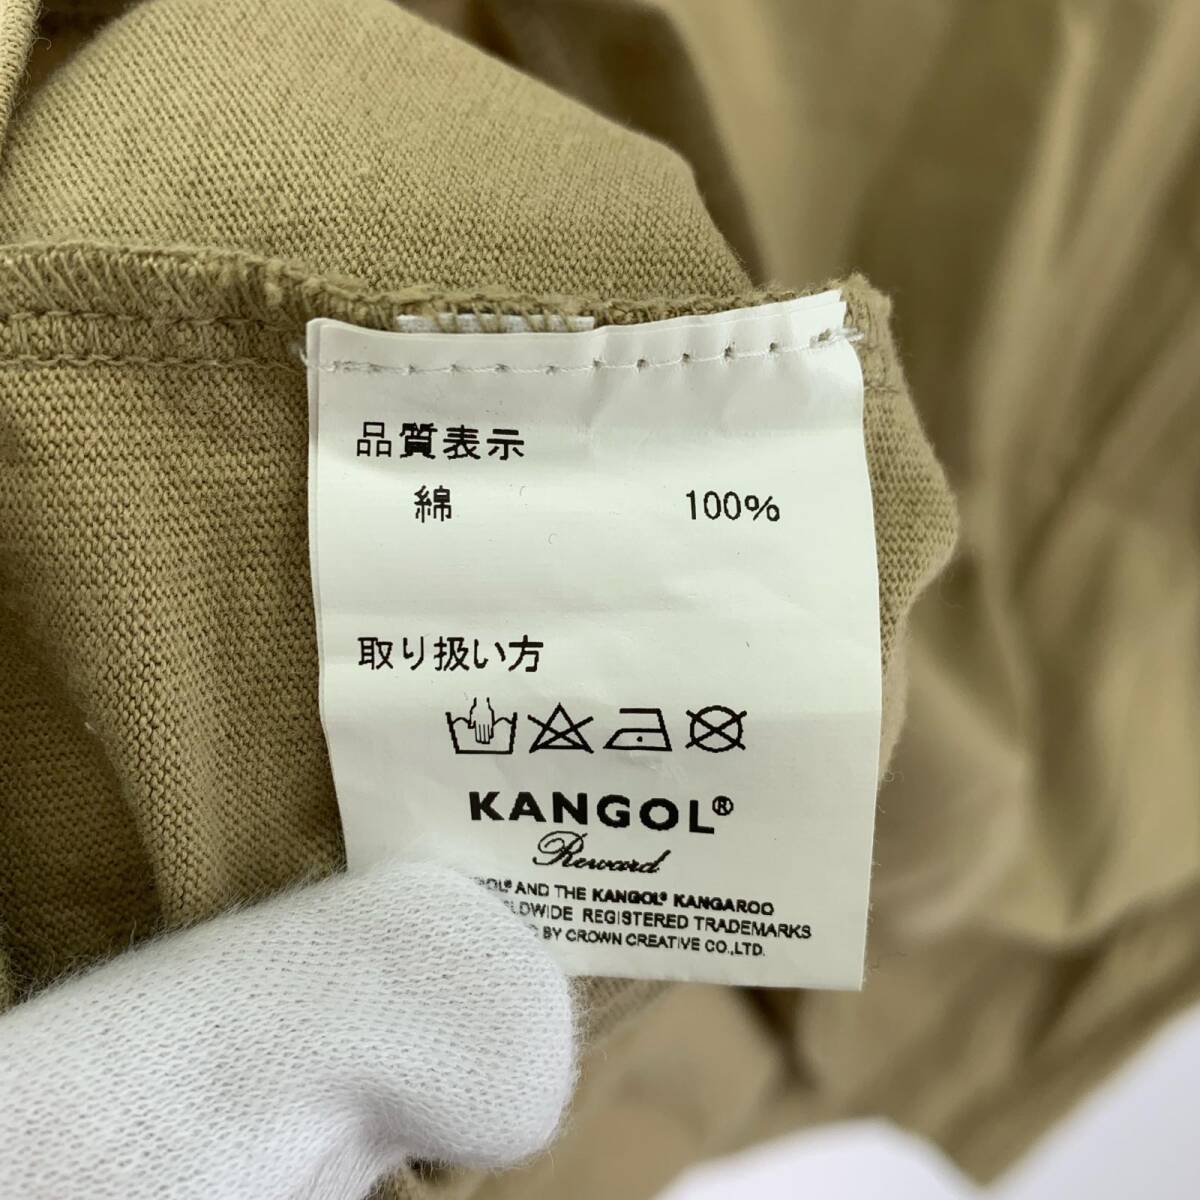 品質表示
綿 100%
取り扱い方
KANGOL®
Reward
AND THE KANGOL® KANGAROO
REGISTERED TRADEMARKS
BY CROWN CREATIVE CO.,LTD.